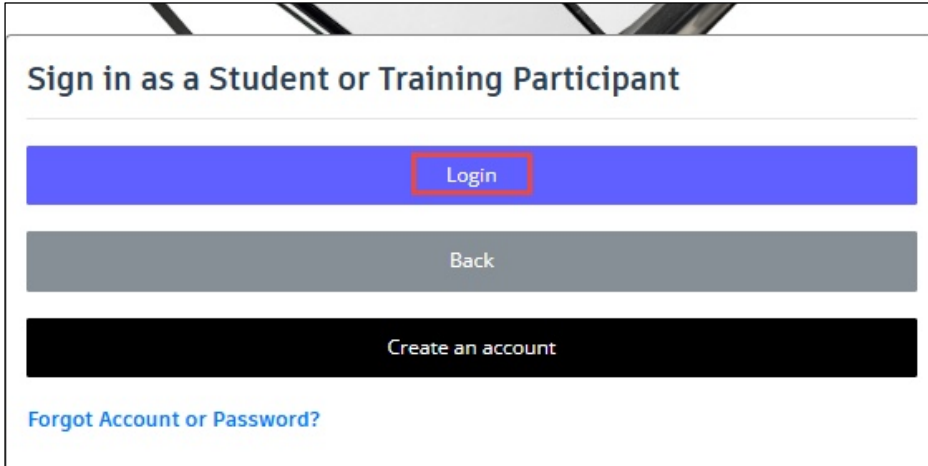 Sign in as a Student or Training Participant
Login
Back
Create an account
Forgot Account or Password?